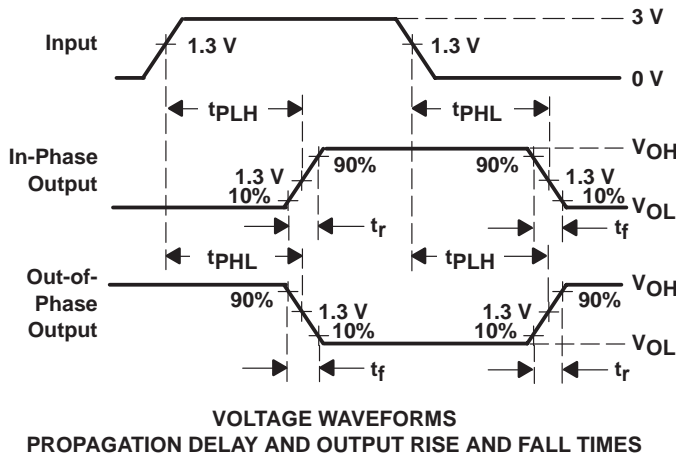 3 V
Input
1.3 V
1.3 V
0 V
tPLH
tPHL
In-Phase
Output
VOH
90%
90%
1.3 V
1.3 V
10%
10%
VOL
tr
tf
tPHL
tPLH
Out-of-
Phase
Output
VOH
90%
90%
1.3 V
1.3 V
10%
10%
VOL
tf
tr
VOLTAGE WAVEFORMS
PROPAGATION DELAY AND OUTPUT RISE AND FALL TIMES